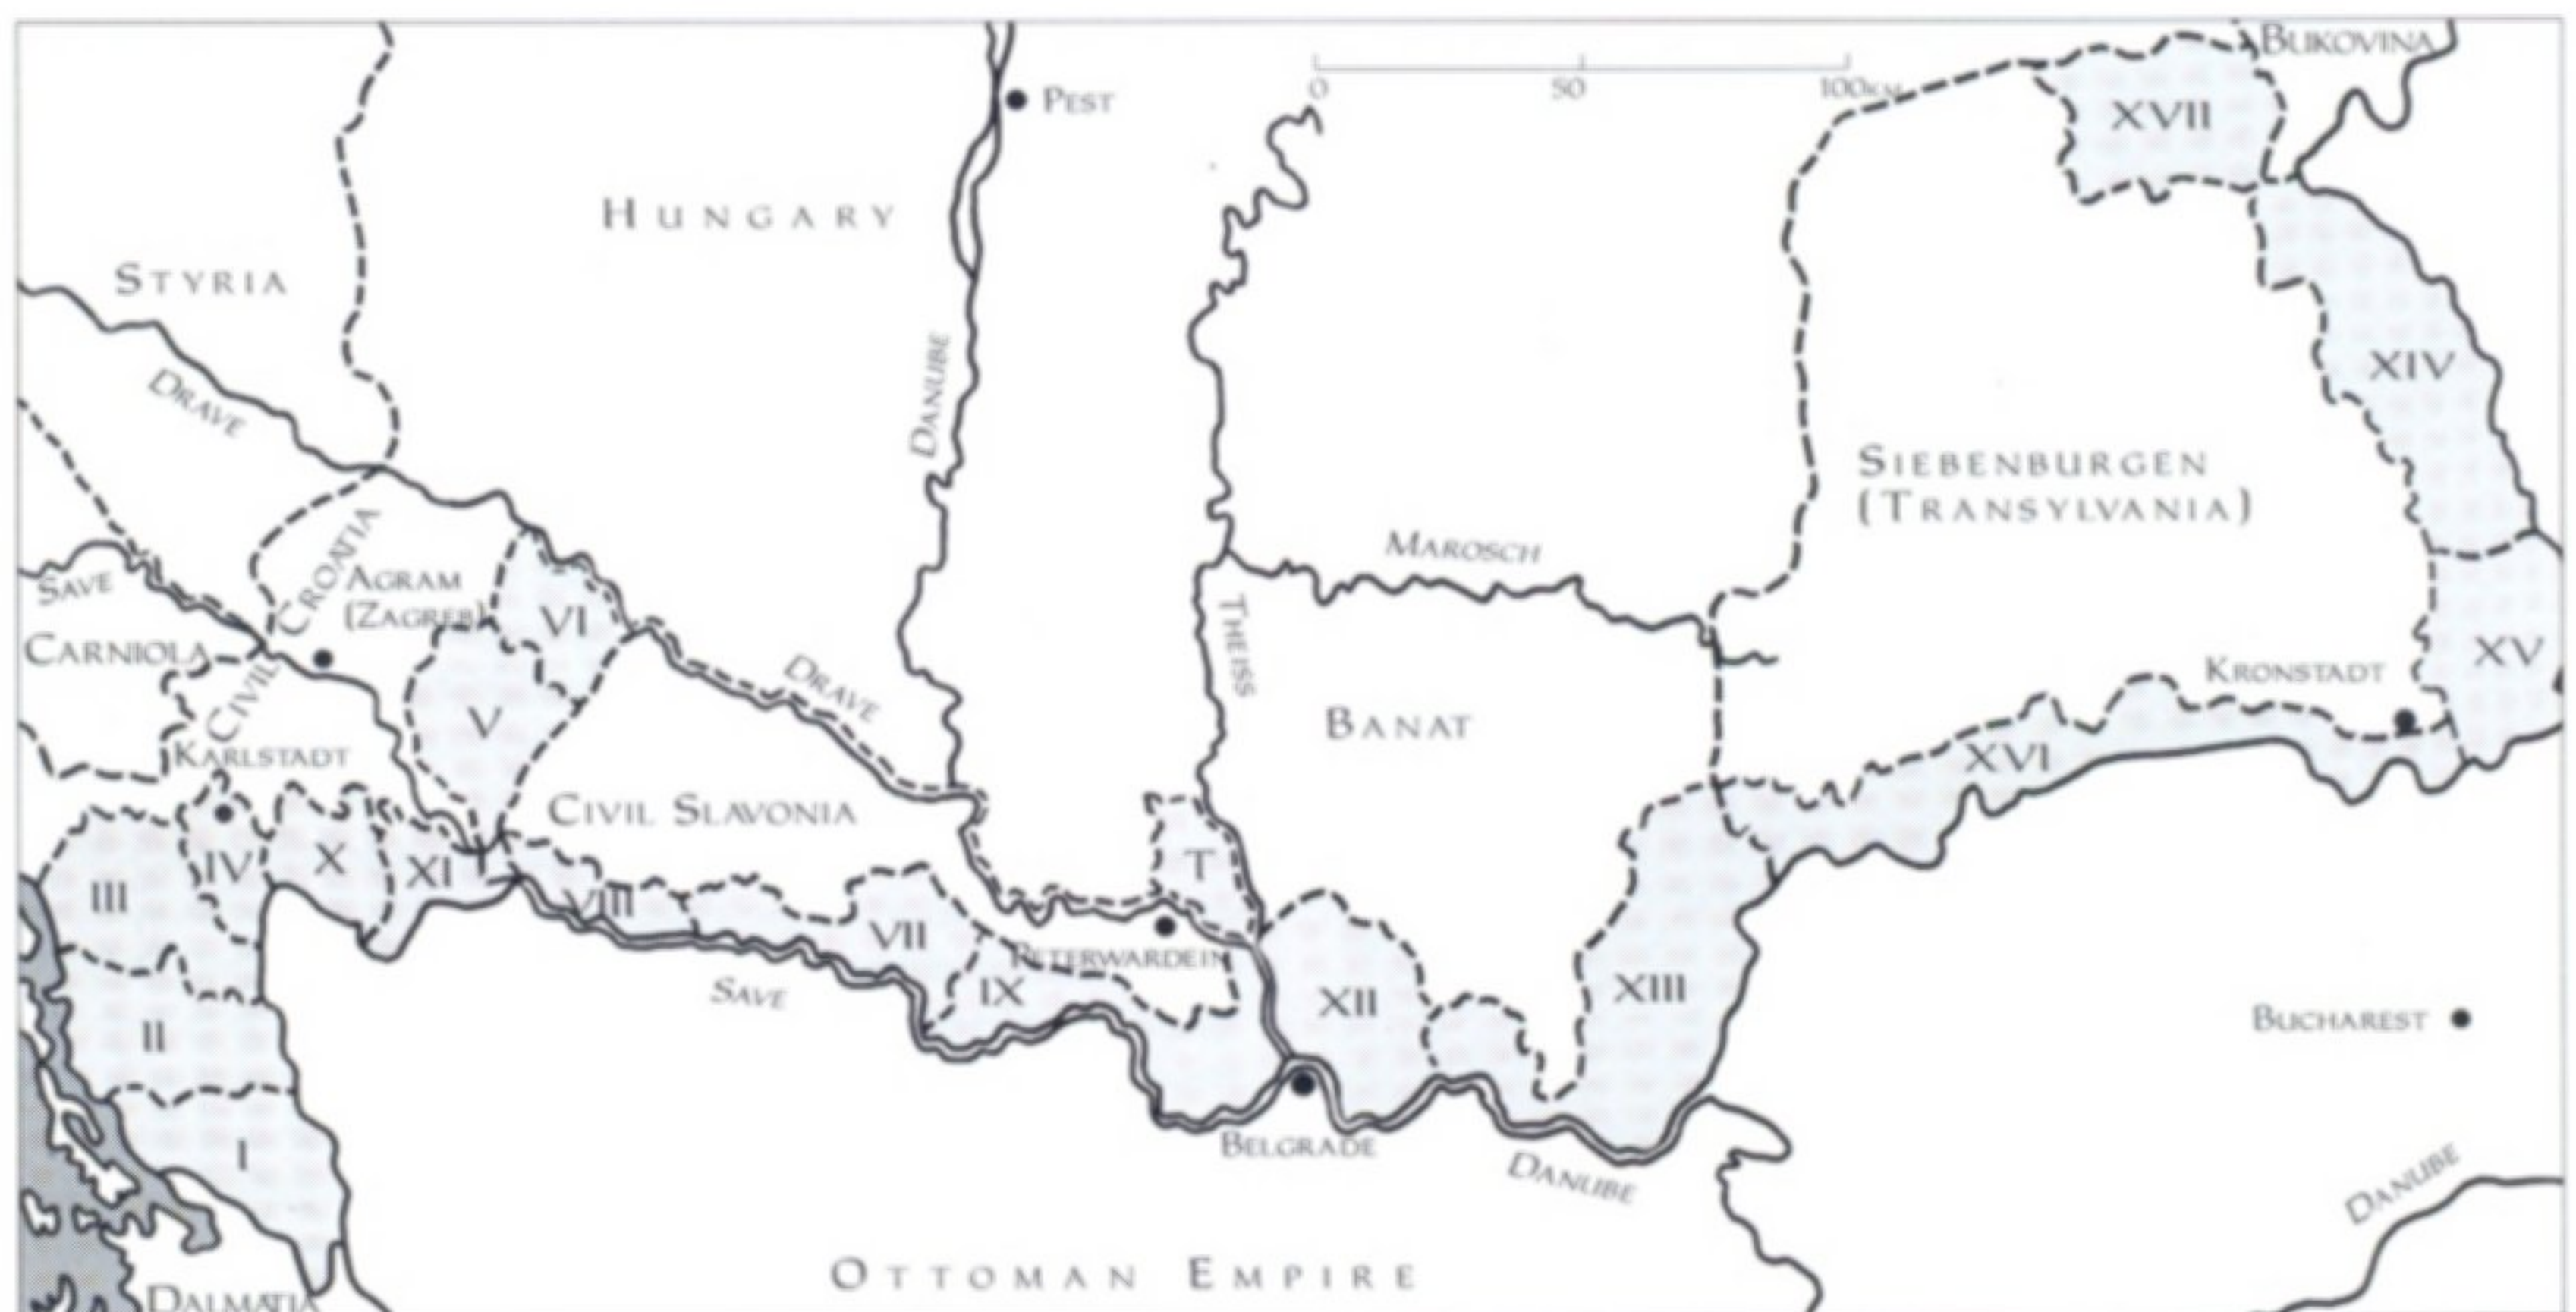 BUKOVINA
0 50 100KM
PEST
XVII
HUNGARY
STYRIA
DANUBE
DRAVE
XIV
SIEBENBURGEN
(TRANSYLVANIA)
MAROSCH
CROATIA
AGRAM
(ZAGREB)
SAVE
VI
THEISS
CARNIOLA
CIVIL
DRAVE
KRONSTADT
XV
V
BANAT
KARLSTADT
XVI
CIVIL SLAVONIA
III
IV
X
XI
T
VIII
VII
PETERWARDEIN
IX
SAVE
XII
XIII
II
BUCHAREST
I
BELGRADE
DANUBE
DANUBE
OTTOMAN EMPIRE
DALMATIA